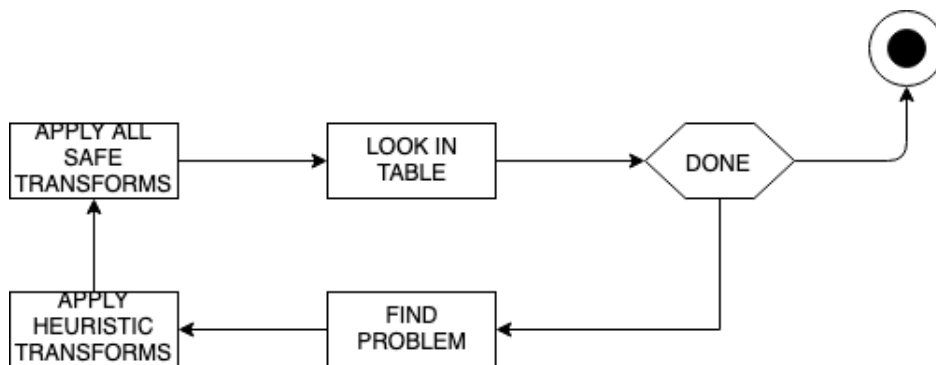 APPLY ALL
SAFE
TRANSFORMS
LOOK IN
TABLE
DONE
APPLY
HEURISTIC
TRANSFORMS
FIND
PROBLEM